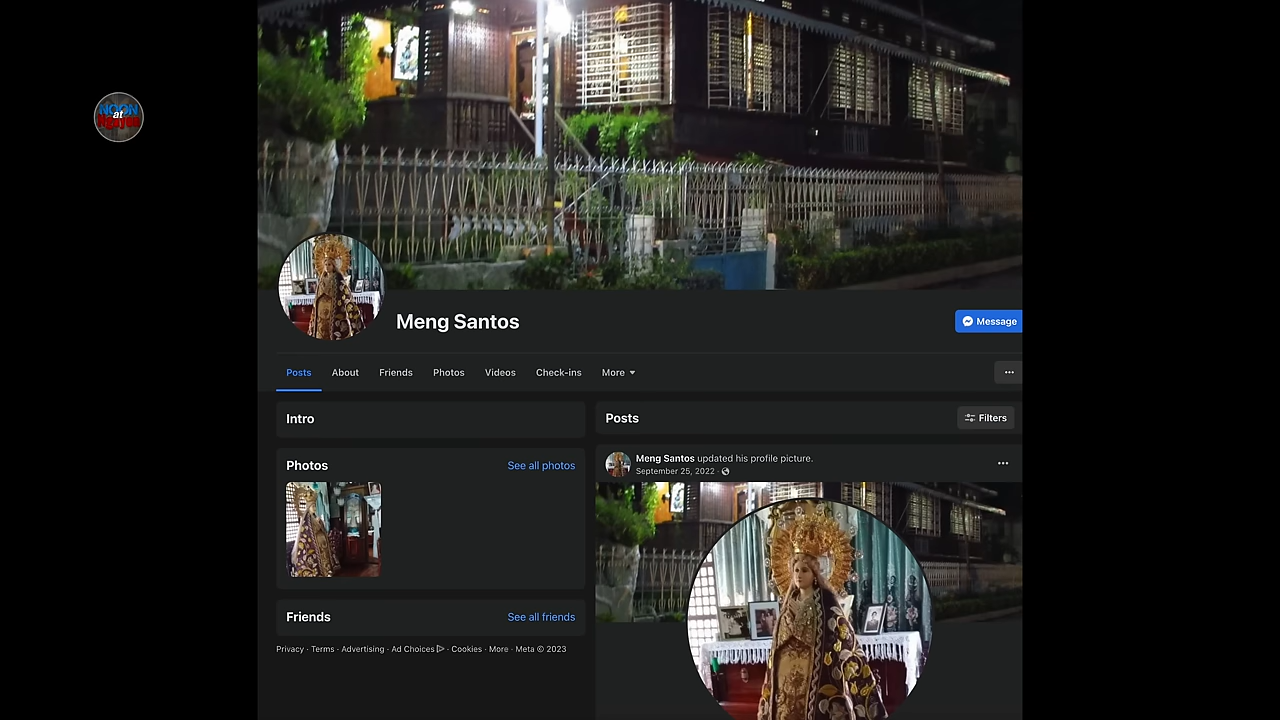 NOON
at
Ngayon
Meng Santos
Message
Posts
About
Friends
Photos
Videos
Check-ins
More
Intro
Posts
Filters
Photos
See all photos
Meng Santos updated his profile picture.
September 25, 2022 ·
Friends
See all friends
Privacy · Terms · Advertising · Ad Choices · Cookies · More · Meta © 2023